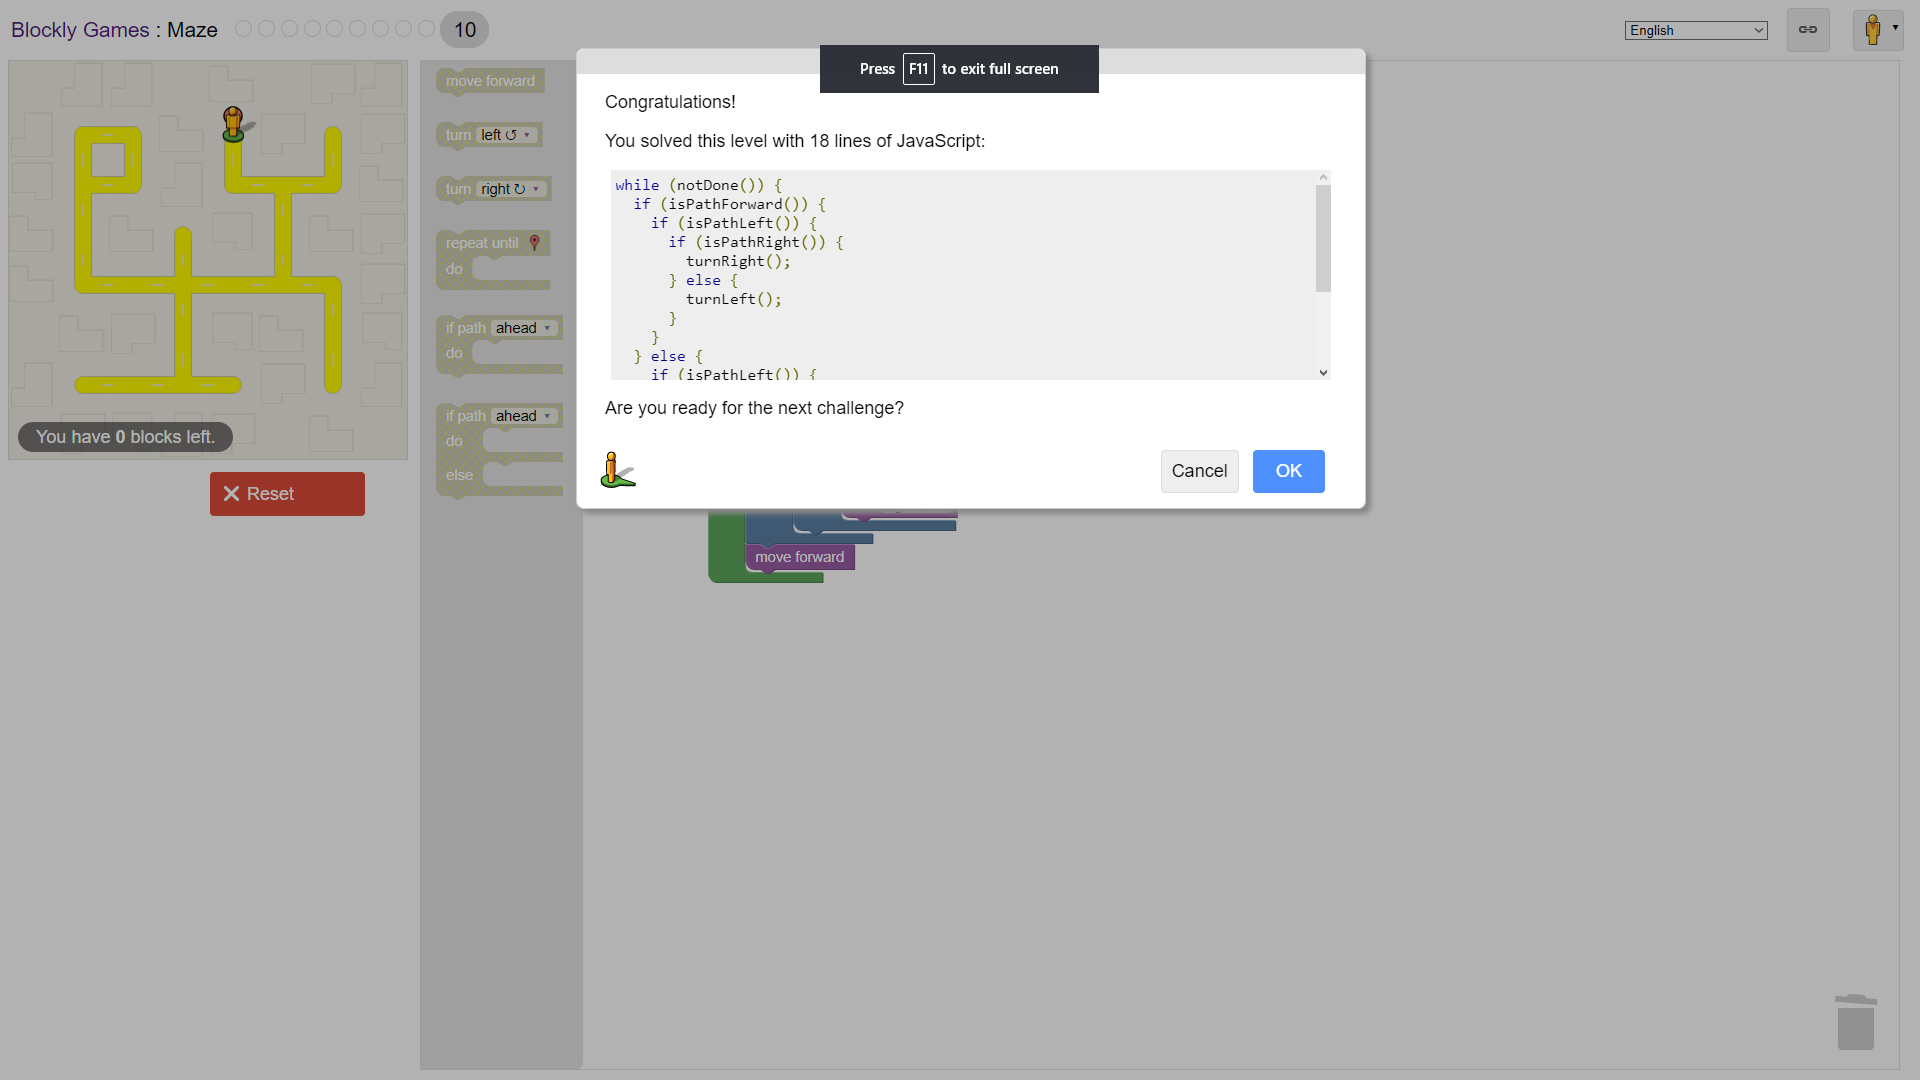 Blockly Games : Maze 10
English
Press F11 to exit full screen
move forward
turn left ↺
turn right ↻
repeat until
do
if path ahead
do
if path ahead
do
else
You have 0 blocks left.
Reset
Congratulations!
You solved this level with 18 lines of JavaScript:
while (notDone()) {
if (isPathForward()) {
if (isPathLeft()) {
if (isPathRight()) {
turnRight();
} else {
turnLeft();
}
}
} else {
if (isPathLeft()) {
Are you ready for the next challenge?
Cancel
OK
move forward